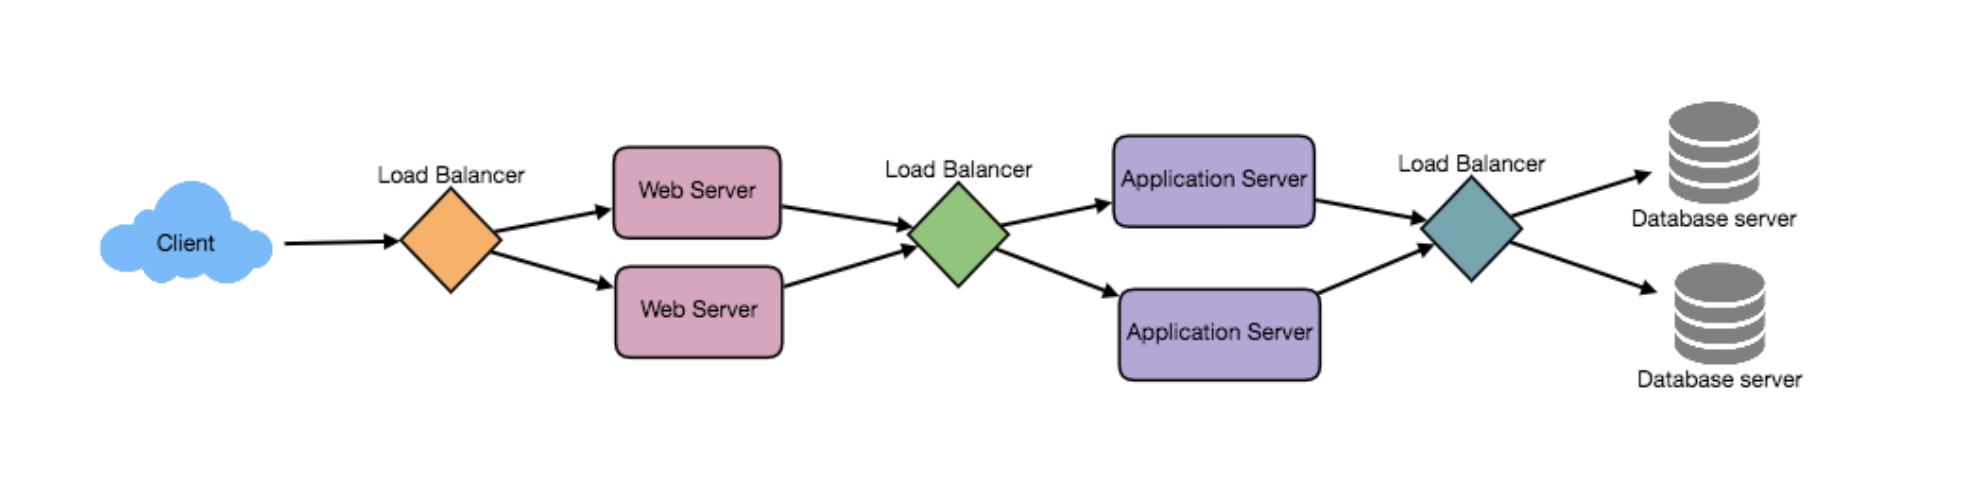 Client
Load Balancer
Web Server
Web Server
Load Balancer
Application Server
Application Server
Load Balancer
Database server
Database server